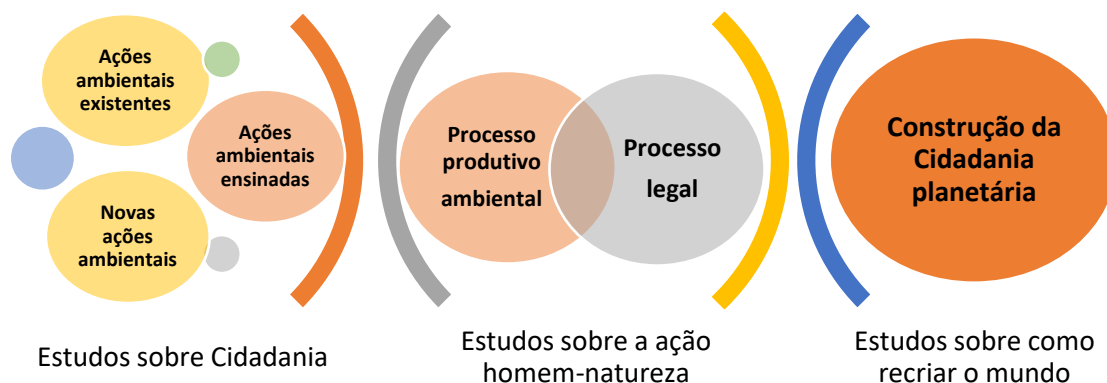 Ações
ambientais
existentes
Ações
ambientais
ensinadas
Novas
ações
ambientais
Processo
produtivo
ambiental
Processo
legal
Construção da
Cidadania
planetária
Estudos sobre Cidadania
Estudos sobre a ação
homem-natureza
Estudos sobre como
recriar o mundo